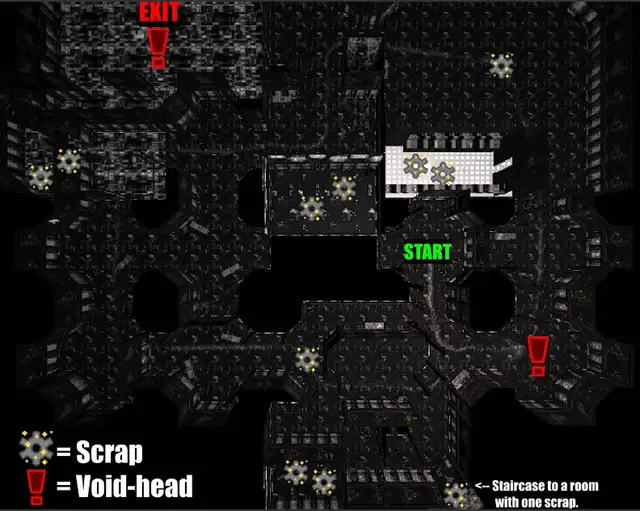 EXIT
START
= Scrap
= Void-head
<-- Staircase to a room
with one scrap.